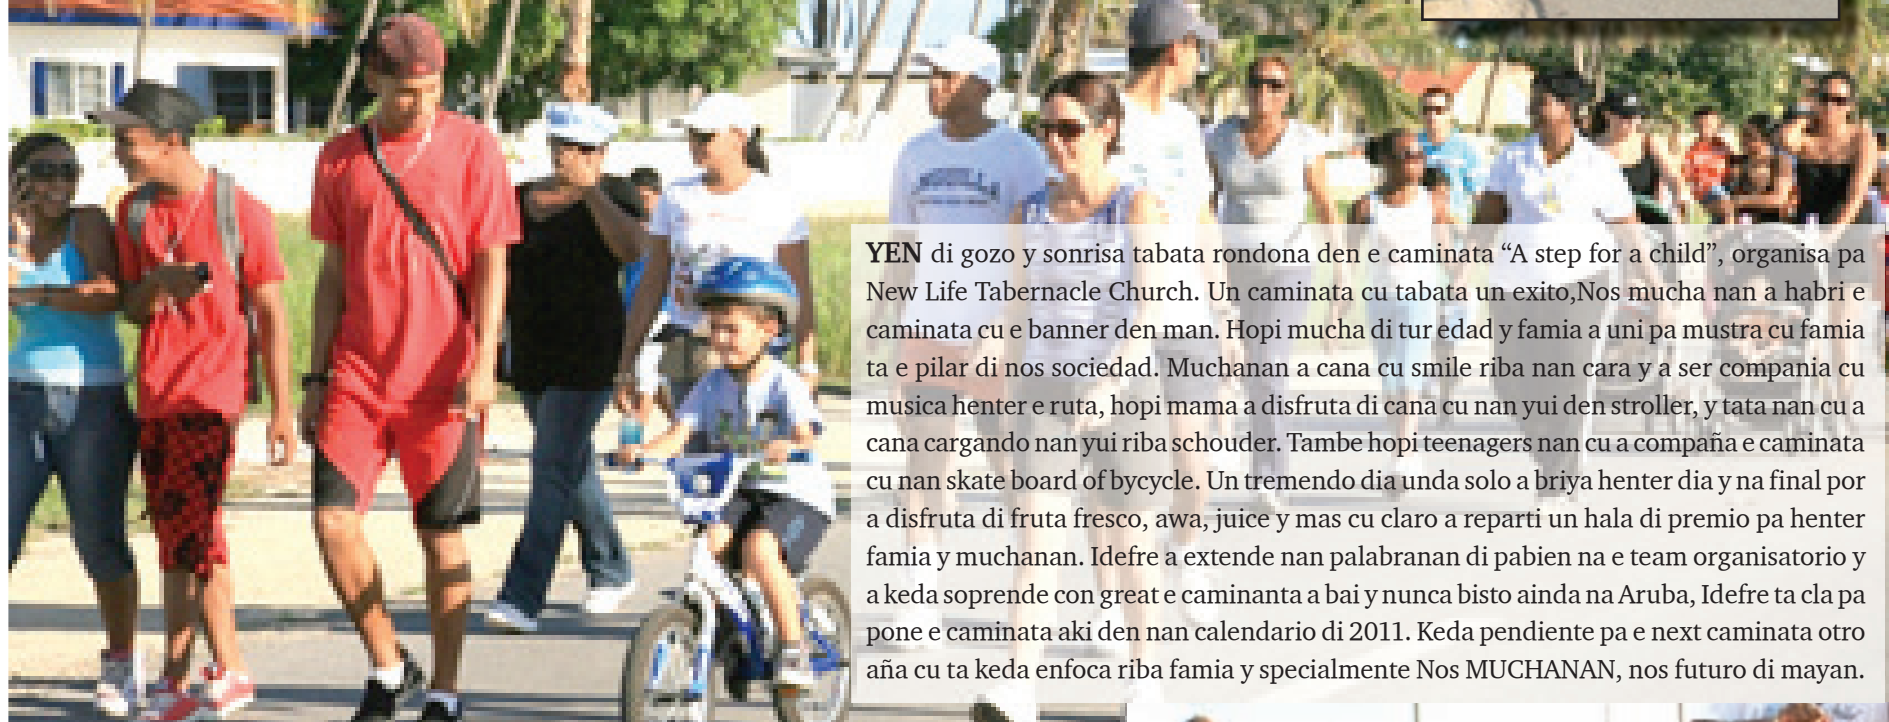 YEN di gozo y sonrisa tabata rondona den e caminata “A step for a child”, organisa pa
New Life Tabernacle Church. Un caminata cu tabata un exito,Nos mucha nan a habri e
caminata cu e banner den man. Hopi mucha di tur edad y famia a uni pa mustra cu famia
ta e pilar di nos sociedad. Muchanan a cana cu smile riba nan cara y a ser compania cu
musica henter e ruta, hopi mama a disfruta di cana cu nan yui den stroller, y tata nan cu a
cana cargando nan yui riba schouder. Tambe hopi teenagers nan cu a compaña e caminata
cu nan skate board of bycycle. Un tremendo dia unda solo a briya henter dia y na final por
a disfruta di fruta fresco, awa, juice y mas cu claro a reparti un hala di premio pa henter
famia y muchanan. Idefre a extende nan palabranan di pabien na e team organisatorio y
a keda soprende con great e caminanta a bai y nunca bisto ainda na Aruba, Idefre ta cla pa
pone e caminata aki den nan calendario di 2011. Keda pendiente pa e next caminata otro
aña cu ta keda enfoca riba famia y specialmente Nos MUCHANAN, nos futuro di mayan.